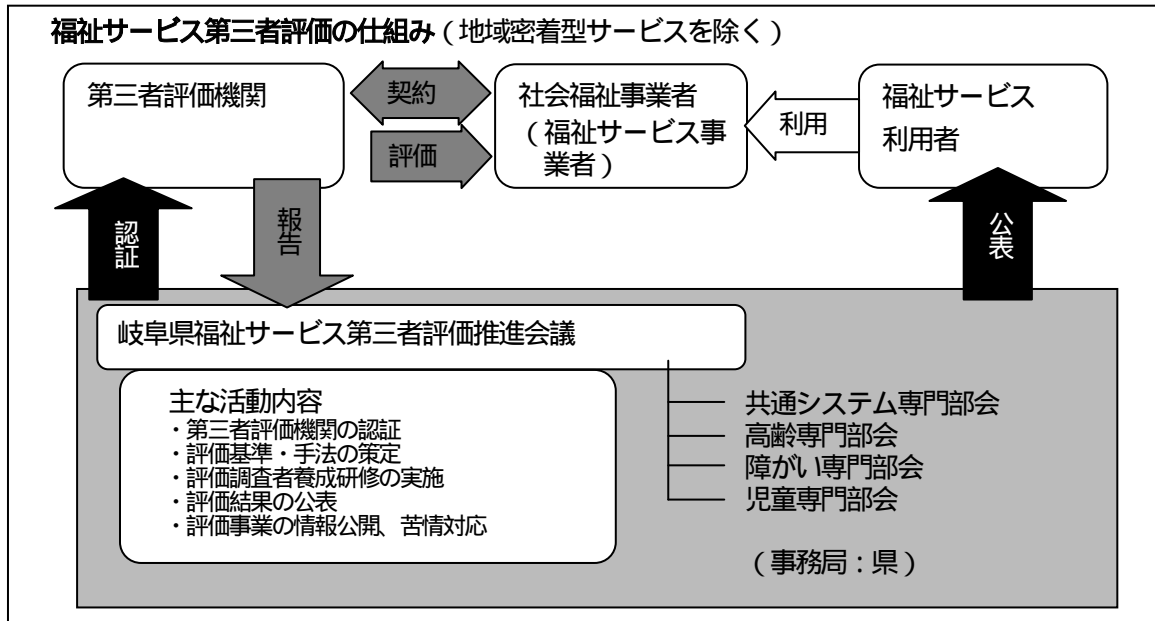 福祉サービス第三者評価の仕組み(地域密着型サービスを除く)
第三者評価機関
契約
評価
社会福祉事業者
(福祉サービス事
業者)
利用
福祉サービス
利用者
認証
報告
公表
岐阜県福祉サービス第三者評価推進会議
主な活動内容
・第三者評価機関の認証
・評価基準・手法の策定
・評価調査者養成研修の実施
・評価結果の公表
・評価事業の情報公開、苦情対応
共通システム専門部会
高齢専門部会
障がい専門部会
児童専門部会
(事務局:県)